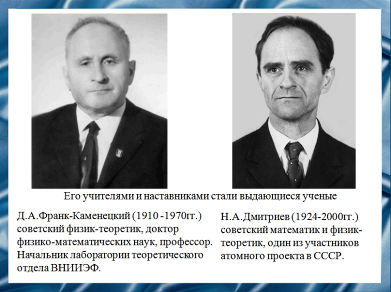 Его учителями и наставниками стали выдающиеся ученые
Д.А.Франк-Каменецкий (1910 -1970гг.)
советский физик-теоретик, доктор
физико-математических наук, профессор.
Начальник лаборатории теоретического
отдела ВНИИЭФ.
Н.А.Дмитриев (1924-2000гг.)
советский математик и физик-
теоретик, один из участников
атомного проекта в СССР.